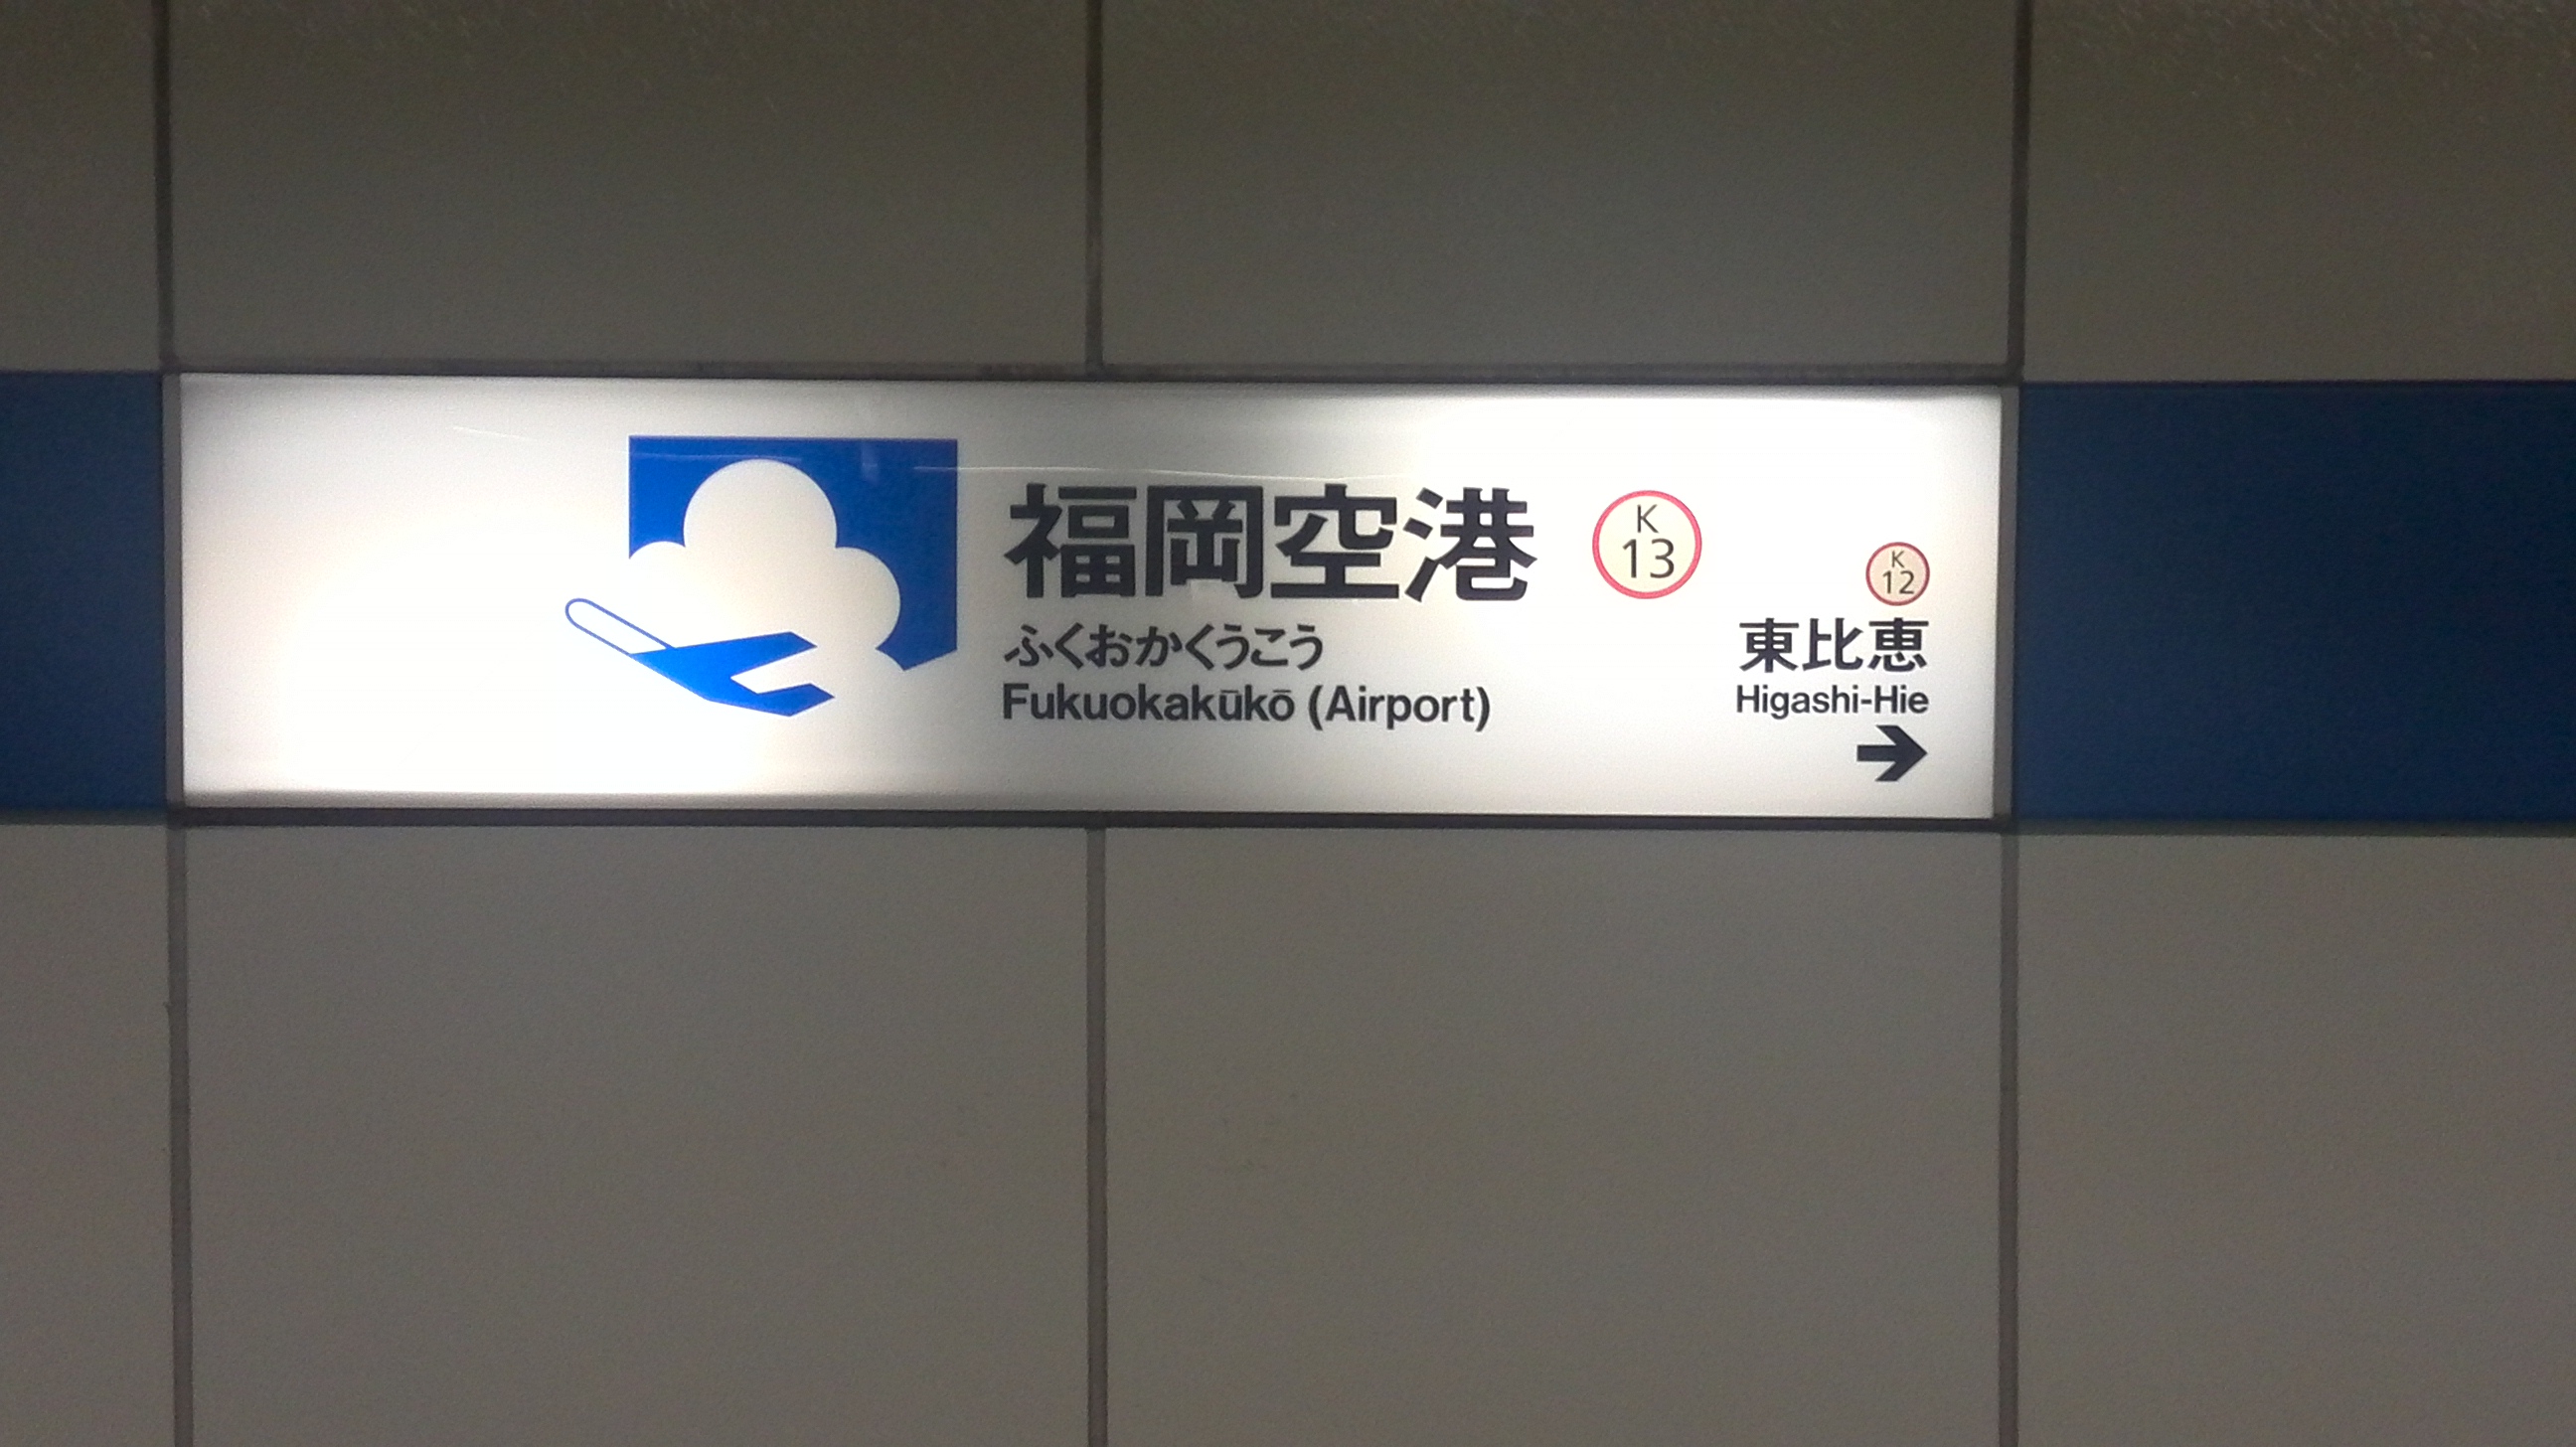 福岡空港
ふくおかくうこう
Fukuokakūkō (Airport)
K
13
K
12
東比恵
Higashi-Hie